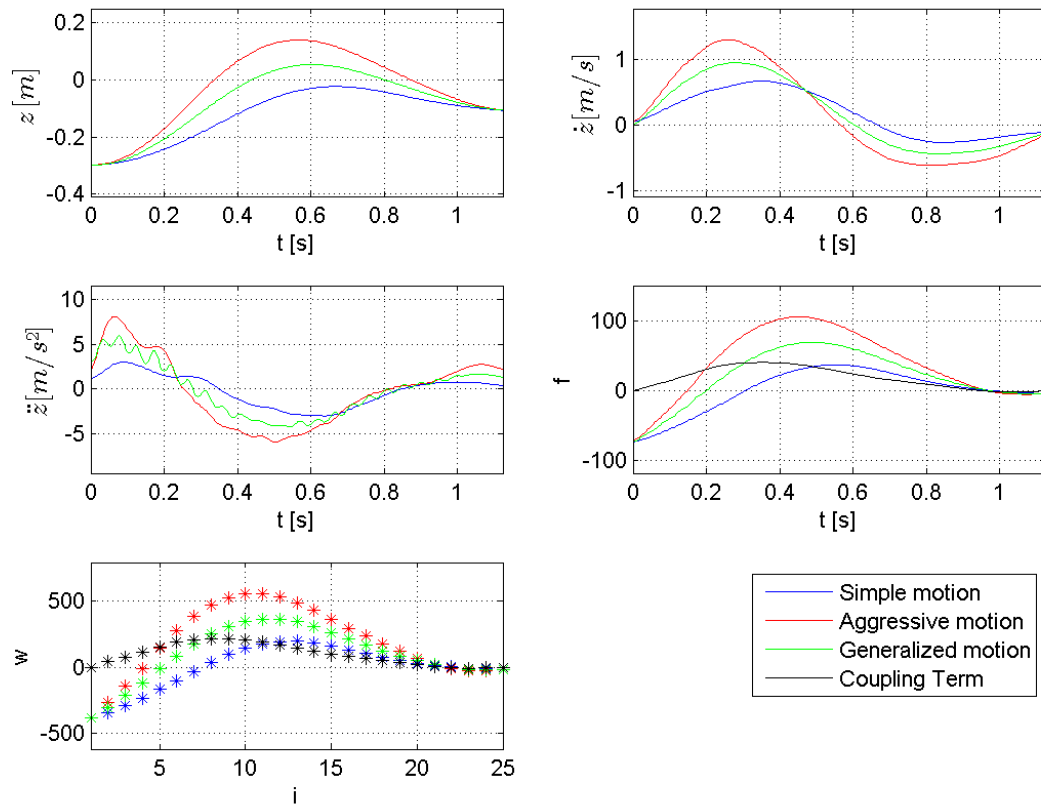 0.2
0
-0.2
-0.4
z[m]
0 0.2 0.4 0.6 0.8 1
t [s]
1
0
-1
ż[m/s]
0 0.2 0.4 0.6 0.8 1
t [s]
10
5
0
-5
z̈[m/s²]
0 0.2 0.4 0.6 0.8 1
t [s]
100
0
-100
f
0 0.2 0.4 0.6 0.8 1
t [s]
500
0
-500
w
5 10 15 20 25
i
Simple motion
Aggressive motion
Generalized motion
Coupling Term